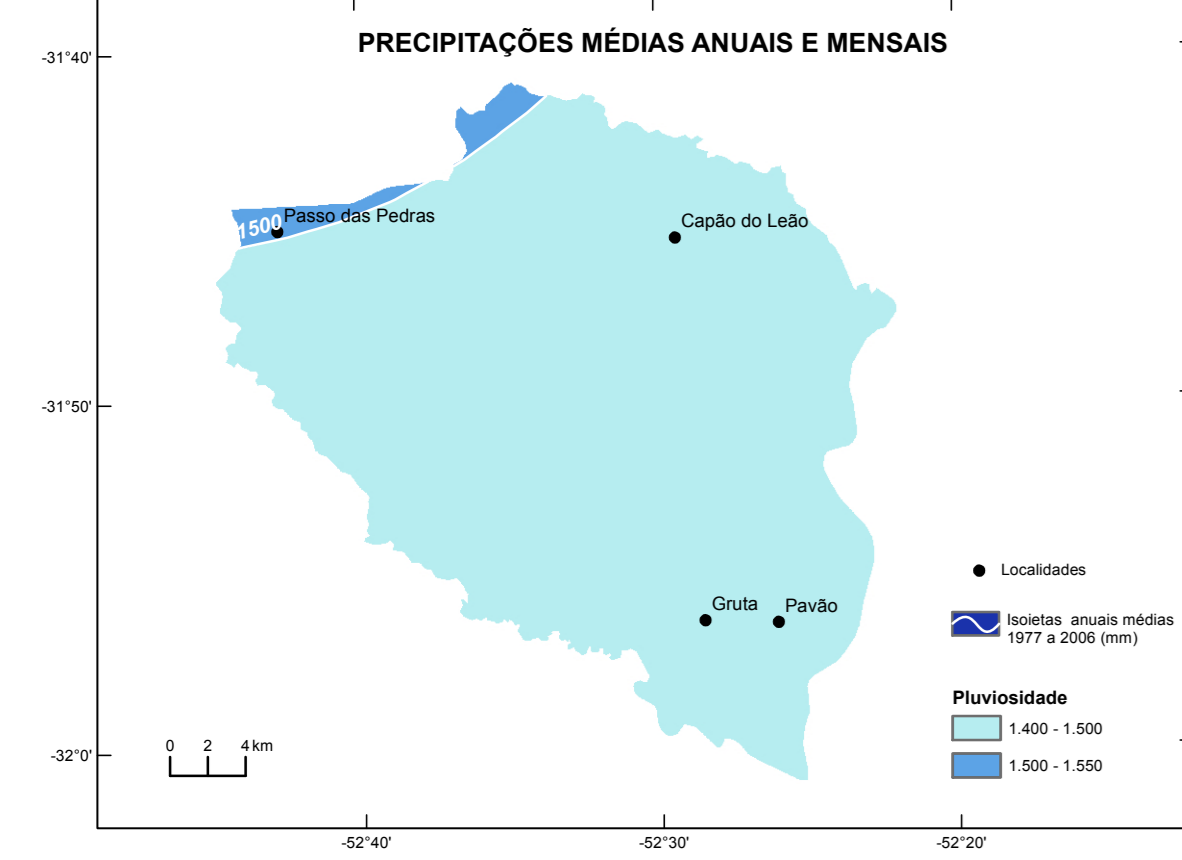 PRECIPITAÇÕES MÉDIAS ANUAIS E MENSAIS
-31°40'
1500
Passo das Pedras
Capão do Leão
-31°50'
Gruta
Pavão
Localidades
Isoietas anuais médias
1977 a 2006 (mm)
Pluviosidade
1.400 - 1.500
1.500 - 1.550
-32°0'
0 2 4 km
-52°40'
-52°30'
-52°20'